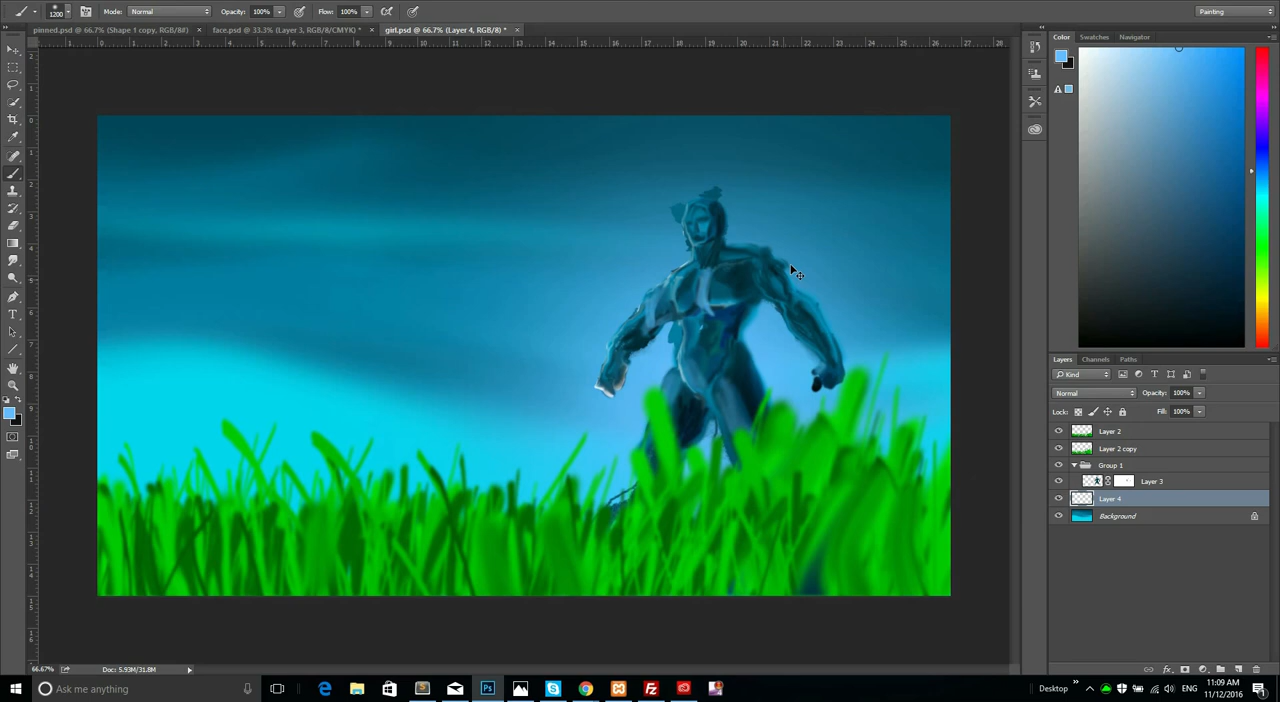 1200 Mode: Normal Opacity: 100% Flow: 100% Painting
pinned.psd @ 66.7% (Shape 1 copy, RGB/8#) × face.psd @ 33.3% (Layer 3, RGB/8/CMYK) * × girl.psd @ 66.7% (Layer 4, RGB/8) * ×
Color Swatches Navigator
Layers Channels Paths
Kind
Normal Opacity: 100%
Lock: Fill: 100%
Layer 2
Layer 2 copy
Group 1
Layer 3
Layer 4
Background
66.67% Doc: 5.93M/31.8M
Ask me anything Desktop ENG 11:09 AM
11/12/2016